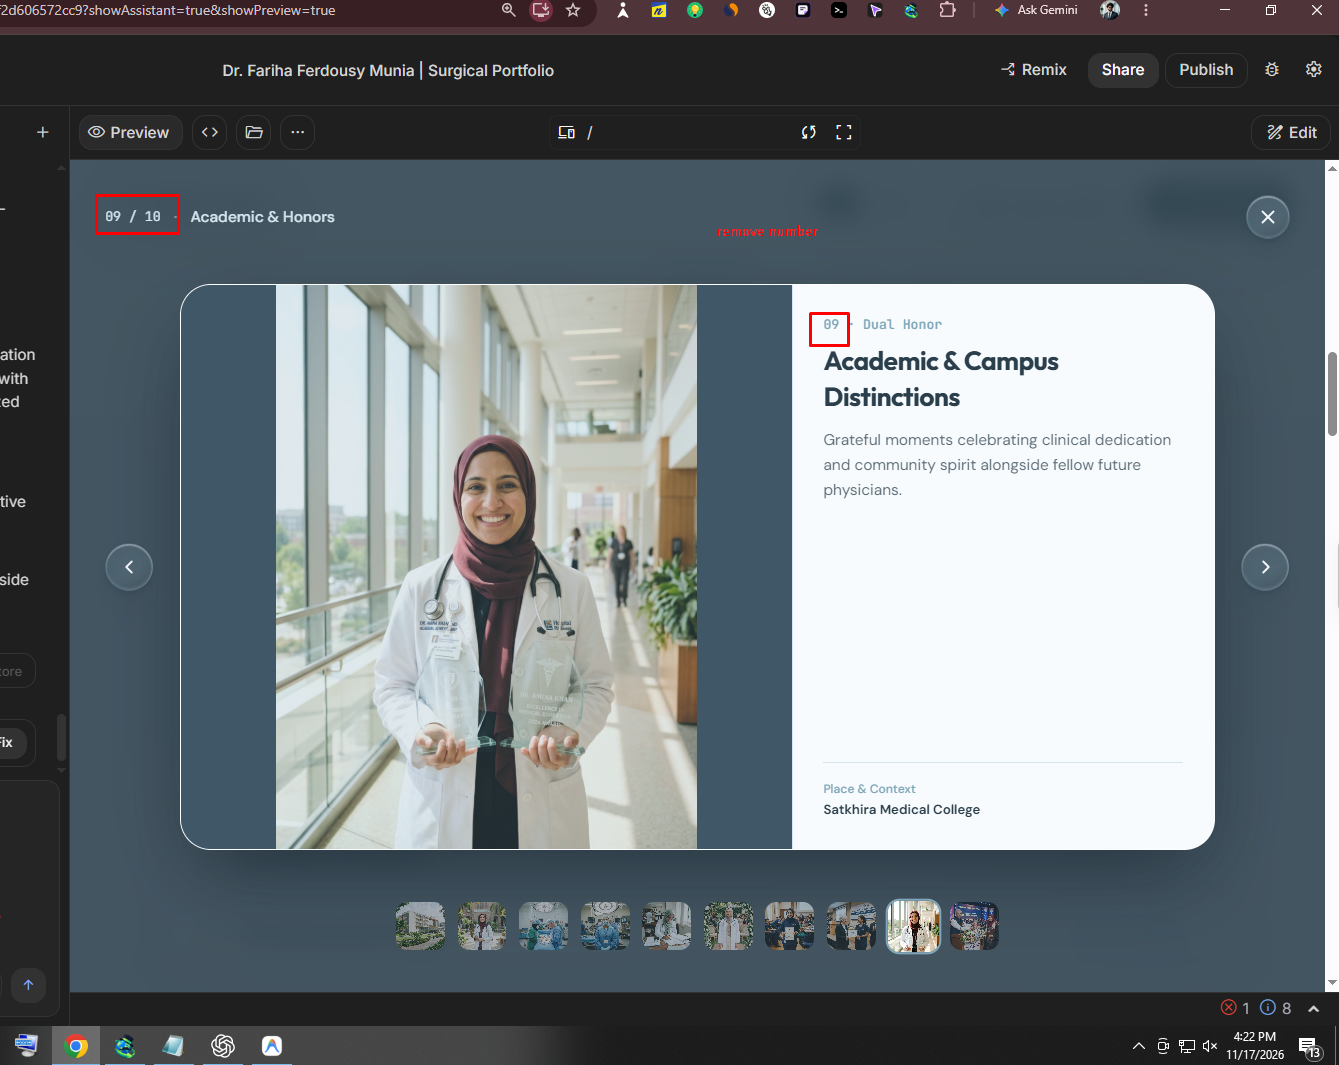 f2d606572cc9?showAssistant=true&showPreview=true
Ask Gemini
Dr. Fariha Ferdousy Munia | Surgical Portfolio
Remix
Share
Publish
Preview
/
Edit
09 / 10 · Academic & Honors
remove number
09 · Dual Honor
Academic & Campus
Distinctions
Grateful moments celebrating clinical dedication
and community spirit alongside fellow future
physicians.
Place & Context
Satkhira Medical College
ation
with
ed
tive
side
tore
Fix
1
8
4:22 PM
11/17/2026
13